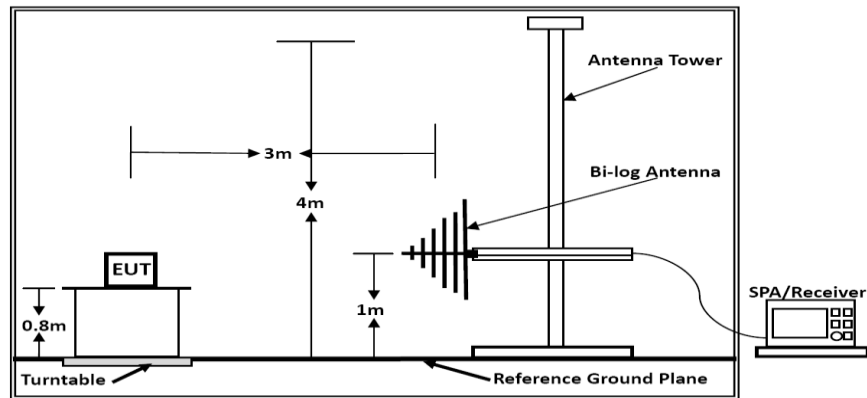 Antenna Tower
3m
Bi-log Antenna
4m
EUT
SPA/Receiver
1m
0.8m
Turntable
Reference Ground Plane